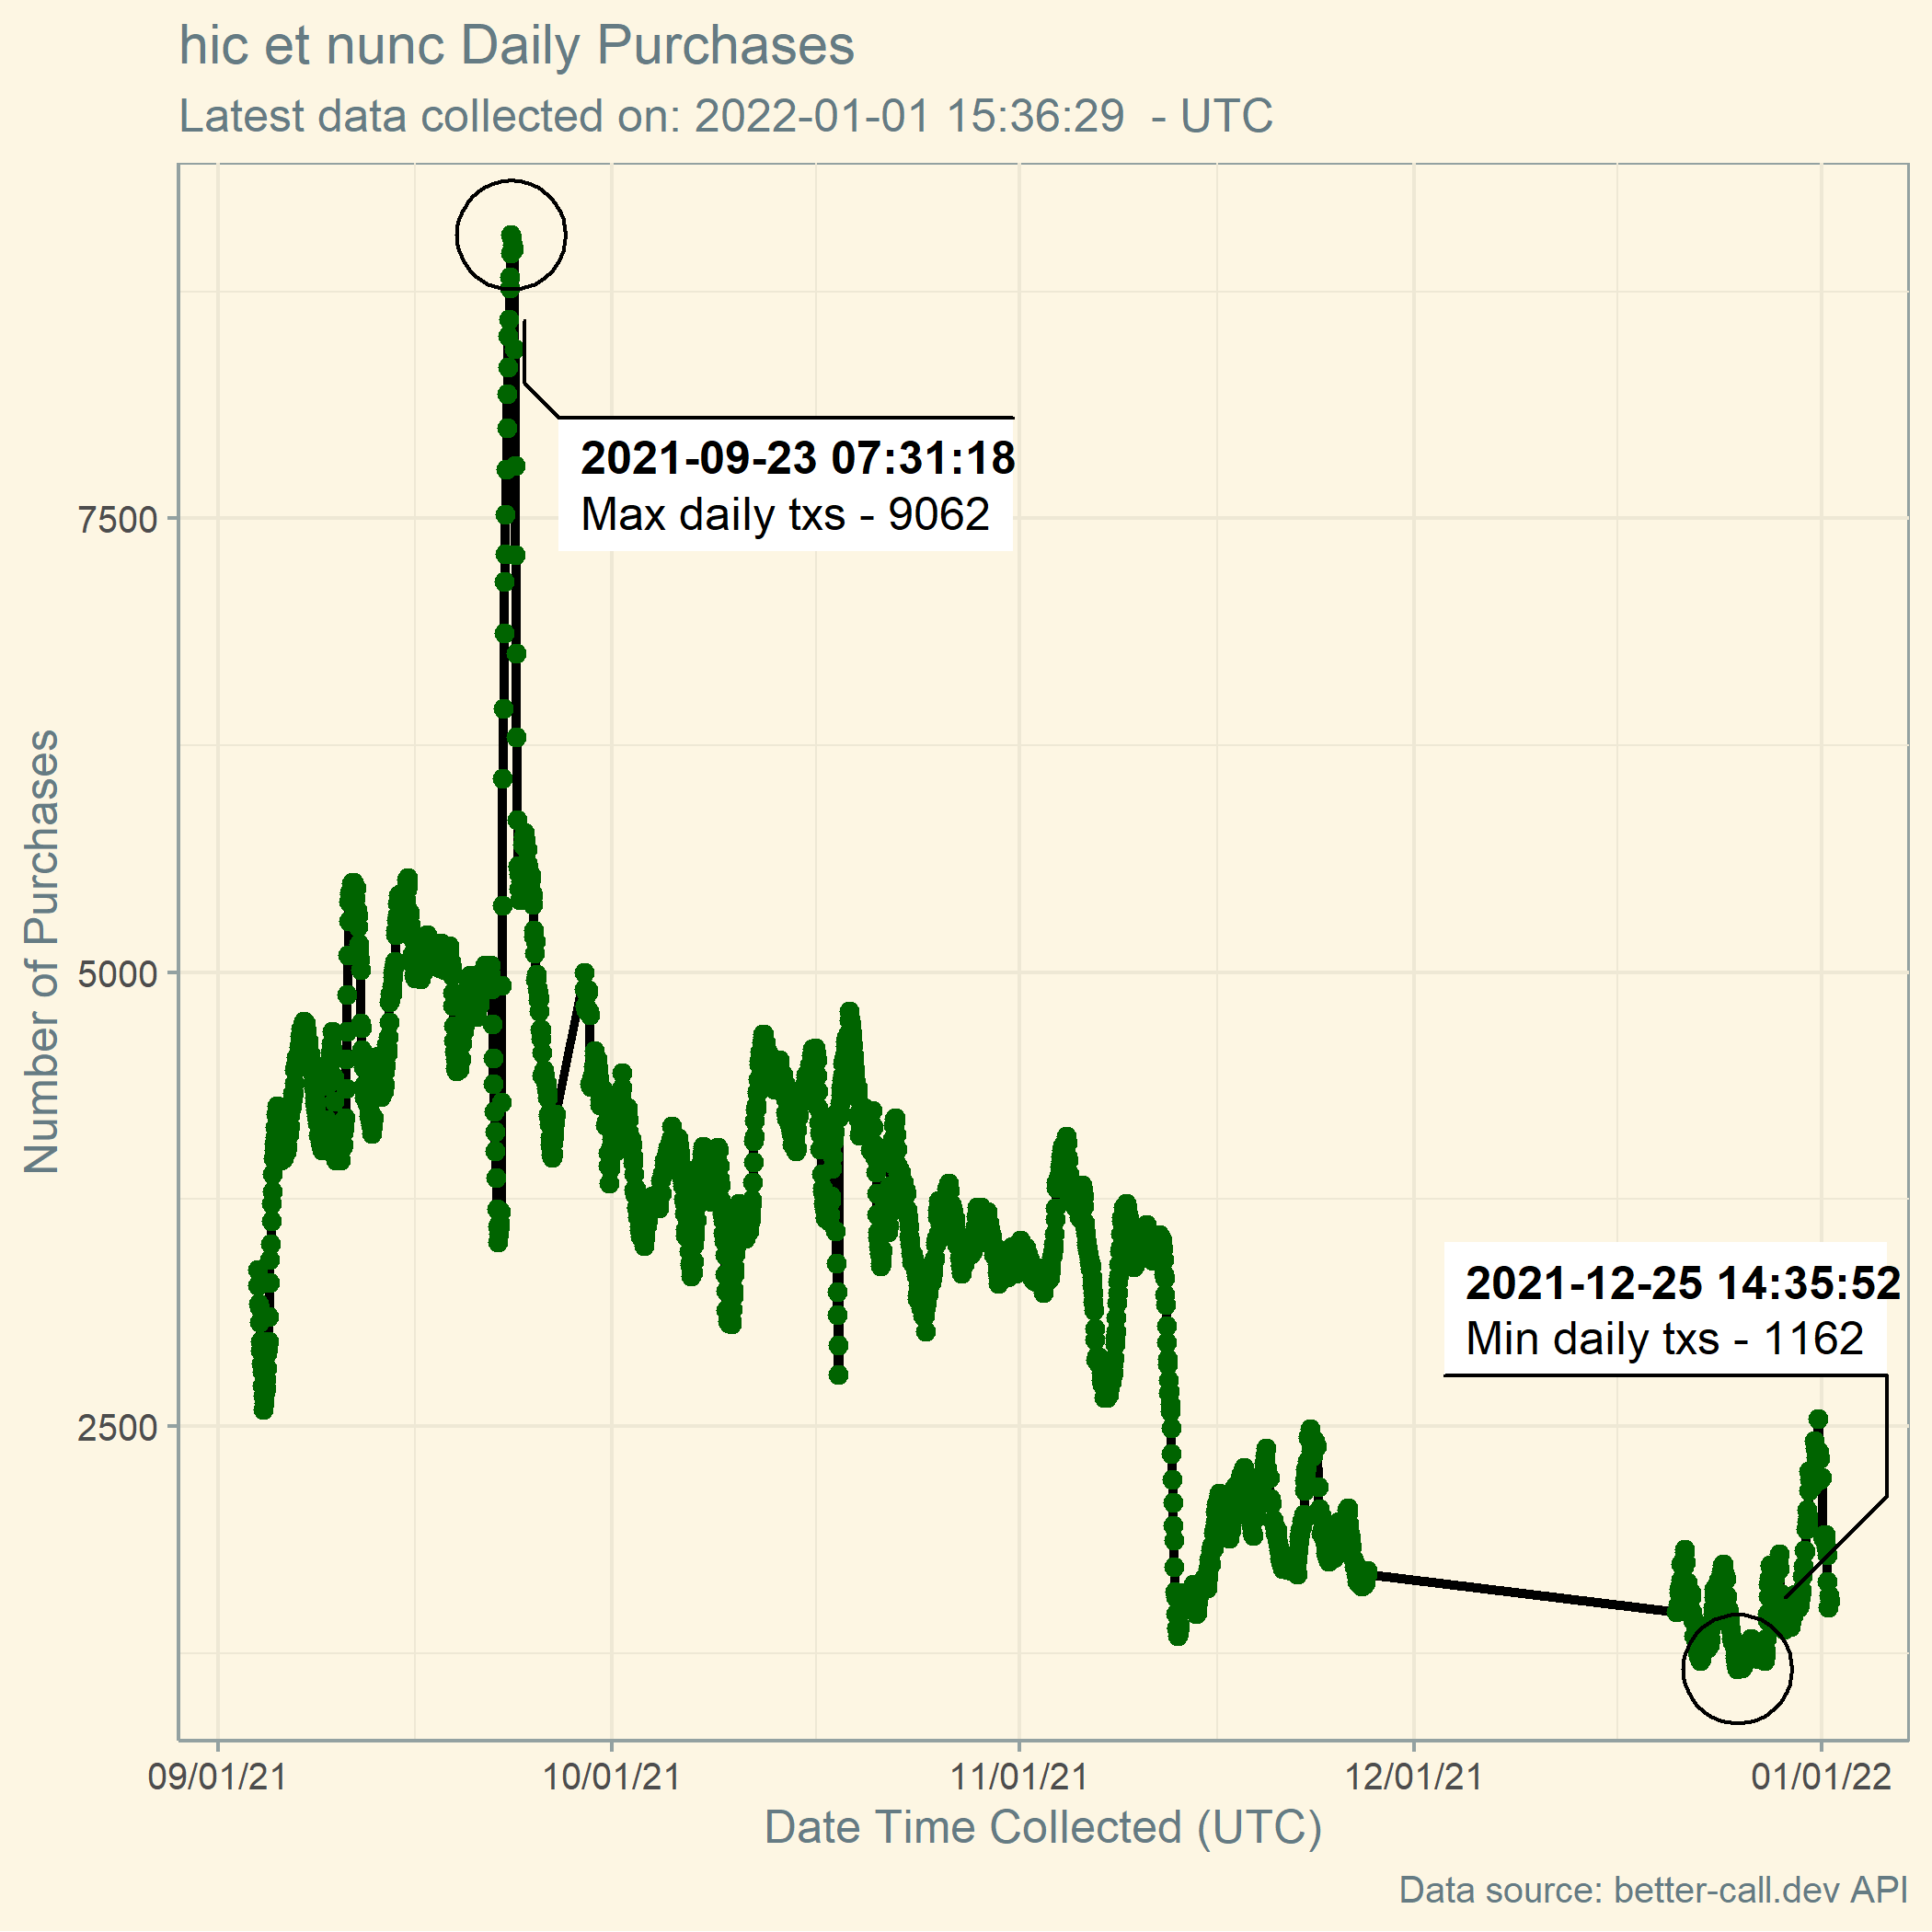 hic et nunc Daily Purchases
Latest data collected on: 2022-01-01 15:36:29  - UTC
2021-09-23 07:31:18
Max daily txs - 9062
7500
Number of Purchases
5000
2021-12-25 14:35:52
Min daily txs - 1162
2500
09/01/21 10/01/21 11/01/21 12/01/21 01/01/22
Date Time Collected (UTC)
Data source: better-call.dev API